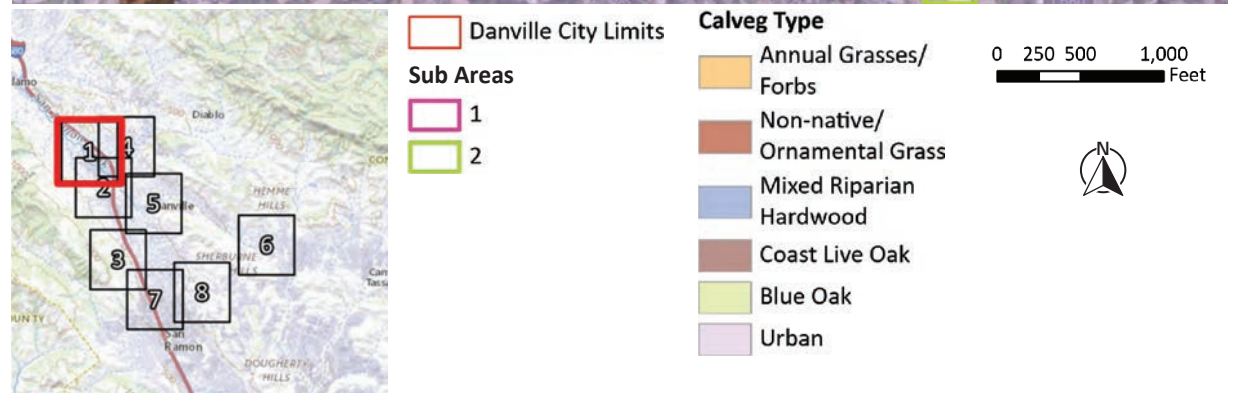 Danville City Limits
Sub Areas
1
2
Calveg Type
Annual Grasses/
Forbs
Non-native/
Ornamental Grass
Mixed Riparian
Hardwood
Coast Live Oak
Blue Oak
Urban
0 250 500 1,000
Feet
N
Diablo
1
4
2
5
HEMME
HILLS
6
3
8
7
San
Ramon
DOUGHERTY
HILLS